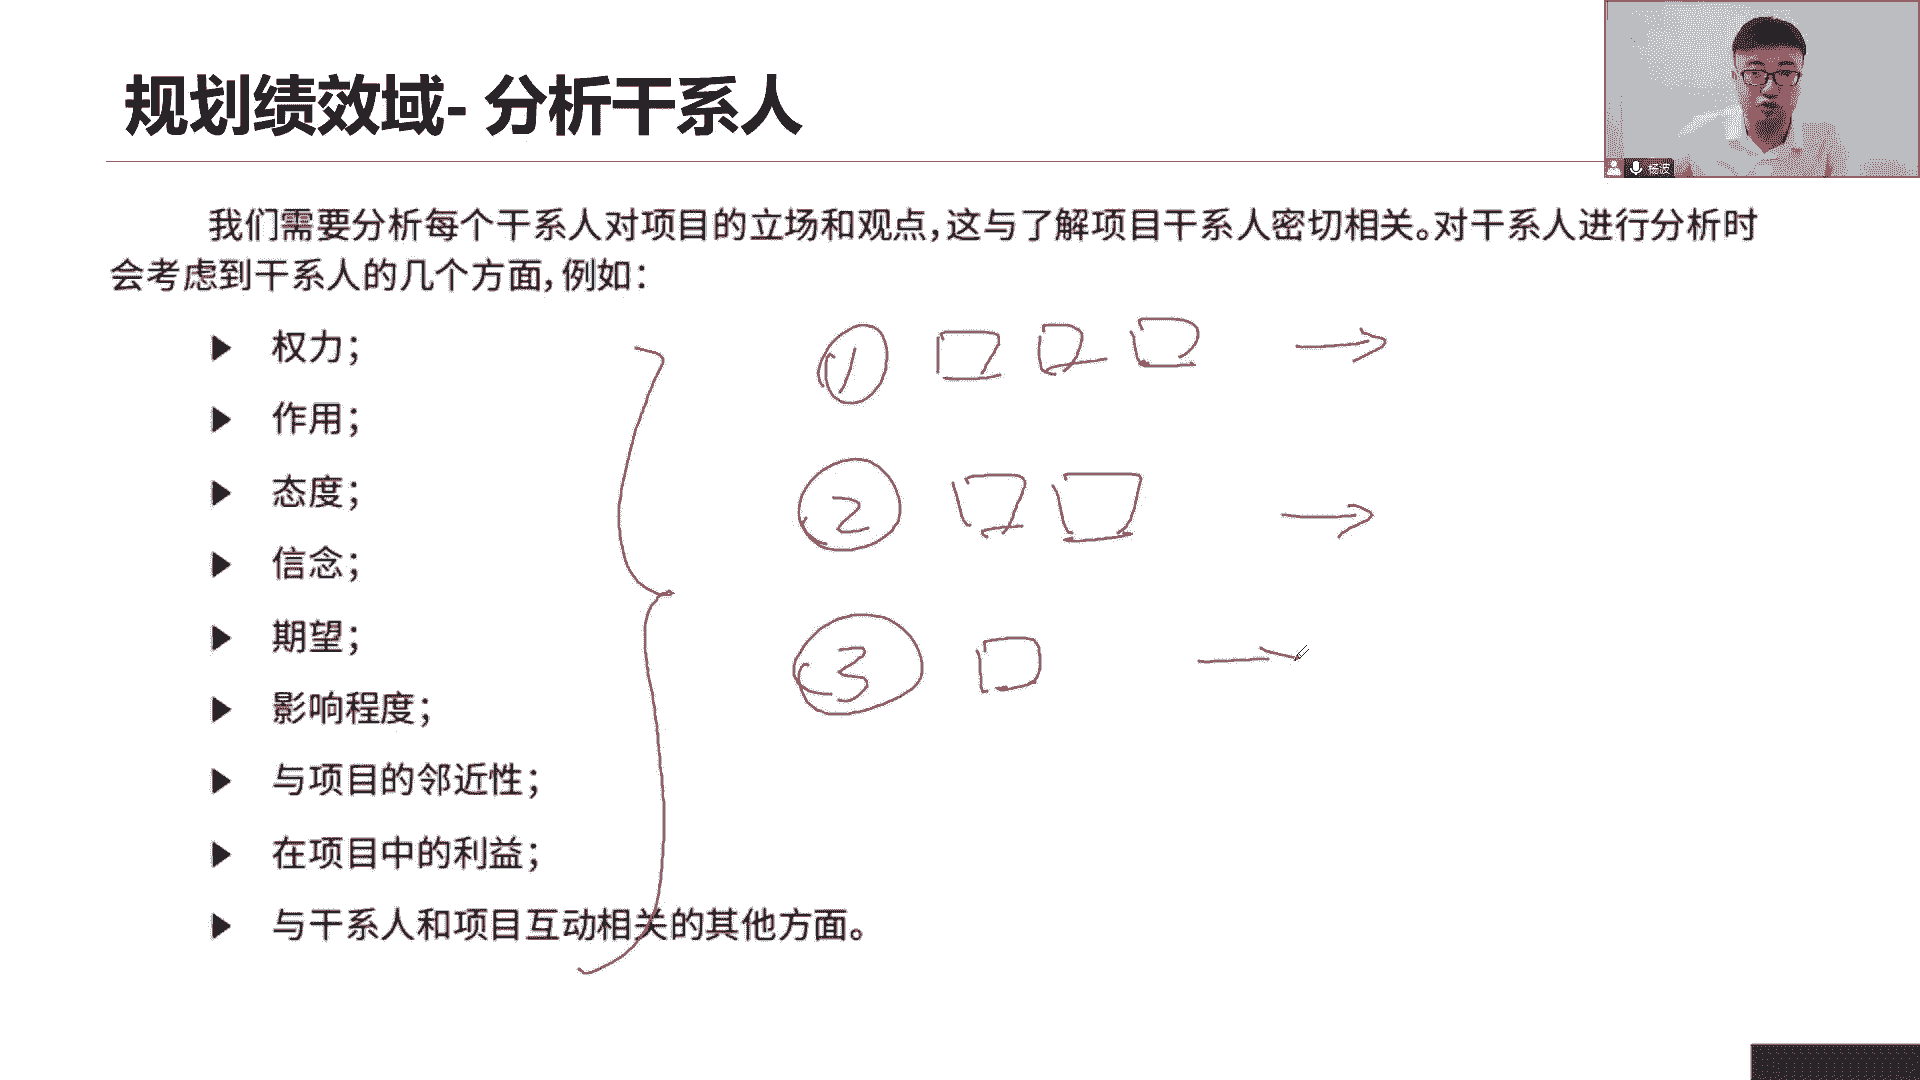 规划绩效域- 分析干系人
杨波
我们需要分析每个干系人对项目的立场和观点,这与了解项目干系人密切相关。对干系人进行分析时
会考虑到干系人的几个方面,例如:
权力;
作用;
态度;
信念;
期望;
影响程度;
与项目的邻近性;
在项目中的利益;
与干系人和项目互动相关的其他方面。
1
2
3